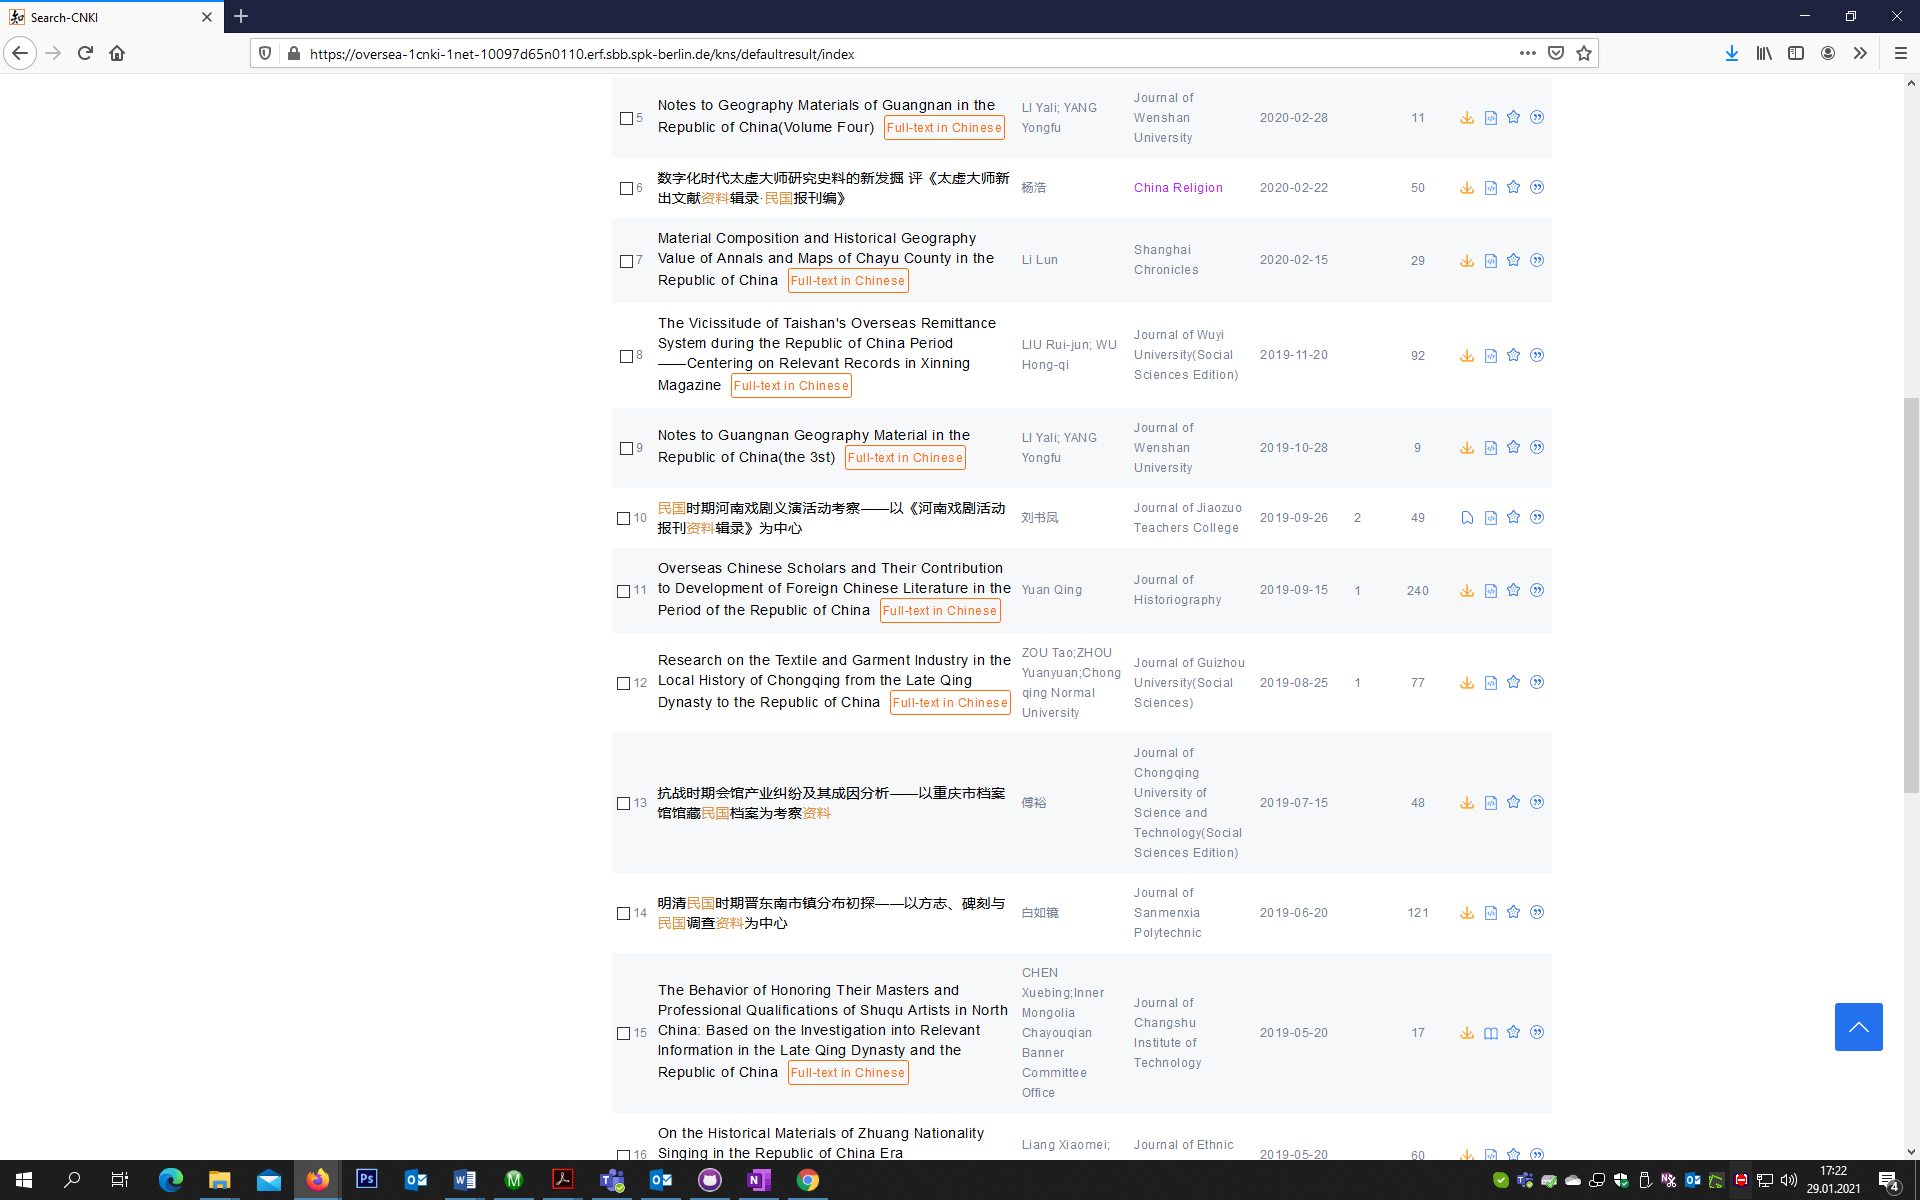 Search-CNKI
https://oversea-1cnki-1net-10097d65n0110.erf.sbb.spk-berlin.de/kns/defaultresult/index
5
Notes to Geography Materials of Guangnan in the
Republic of China(Volume Four) Full-text in Chinese
LI Yali; YANG
Yongfu
Journal of
Wenshan
University
2020-02-28
11
6
数字化时代太虚大师研究史料的新发掘 评《太虚大师新
出文献资料辑录·民国报刊编》
杨浩
China Religion
2020-02-22
50
7
Material Composition and Historical Geography
Value of Annals and Maps of Chayu County in the
Republic of China Full-text in Chinese
Li Lun
Shanghai
Chronicles
2020-02-15
29
8
The Vicissitude of Taishan's Overseas Remittance
System during the Republic of China Period
——Centering on Relevant Records in Xinning
Magazine Full-text in Chinese
LIU Rui-jun; WU
Hong-qi
Journal of Wuyi
University(Social
Sciences Edition)
2019-11-20
92
9
Notes to Guangnan Geography Material in the
Republic of China(the 3st) Full-text in Chinese
LI Yali; YANG
Yongfu
Journal of
Wenshan
University
2019-10-28
9
10
民国时期河南戏剧义演活动考察——以《河南戏剧活动
报刊资料辑录》为中心
刘书凤
Journal of Jiaozuo
Teachers College
2019-09-26
2
49
11
Overseas Chinese Scholars and Their Contribution
to Development of Foreign Chinese Literature in the
Period of the Republic of China Full-text in Chinese
Yuan Qing
Journal of
Historiography
2019-09-15
1
240
12
Research on the Textile and Garment Industry in the
Local History of Chongqing from the Late Qing
Dynasty to the Republic of China Full-text in Chinese
ZOU Tao;ZHOU
Yuanyuan;Chong
qing Normal
University
Journal of Guizhou
University(Social
Sciences)
2019-08-25
1
77
13
抗战时期会馆产业纠纷及其成因分析——以重庆市档案
馆馆藏民国档案为考察资料
傅裕
Journal of
Chongqing
University of
Science and
Technology(Social
Sciences Edition)
2019-07-15
48
14
明清民国时期晋东南市镇分布初探——以方志、碑刻与
民国调查资料为中心
白如镜
Journal of
Sanmenxia
Polytechnic
2019-06-20
121
15
The Behavior of Honoring Their Masters and
Professional Qualifications of Shuqu Artists in North
China: Based on the Investigation into Relevant
Information in the Late Qing Dynasty and the
Republic of China Full-text in Chinese
CHEN
Xuebing;Inner
Mongolia
Chayouqian
Banner
Committee
Office
Journal of
Changshu
Institute of
Technology
2019-05-20
17
16
On the Historical Materials of Zhuang Nationality
Singing in the Republic of China Era
Liang Xiaomei;
Journal of Ethnic
2019-05-20
60
17:22
29.01.2021
4